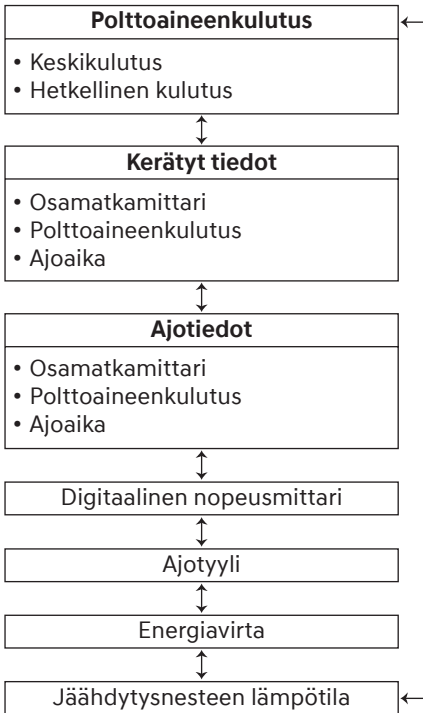 Polttoaineenkulutus
• Keskikulutus
• Hetkellinen kulutus
Kerätyt tiedot
• Osamatkamittari
• Polttoaineenkulutus
• Ajoaika
Ajotiedot
• Osamatkamittari
• Polttoaineenkulutus
• Ajoaika
Digitaalinen nopeusmittari
Ajotyyli
Energiavirta
Jäähdytysnesteen lämpötila